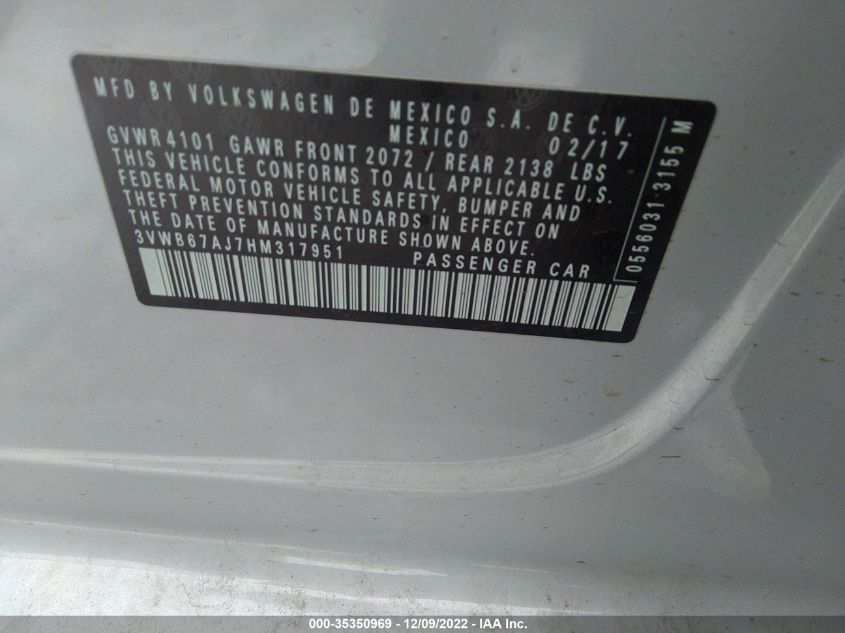 MFD BY VOLKSWAGEN DE MEXICO S.A. DE C.V.
MEXICO 02/17
GVWR 4101 GAWR FRONT 2072 / REAR 2138 LBS
THIS VEHICLE CONFORMS TO ALL APPLICABLE U.S.
FEDERAL MOTOR VEHICLE SAFETY, BUMPER AND
THEFT PREVENTION STANDARDS IN EFFECT ON
THE DATE OF MANUFACTURE SHOWN ABOVE.
3VWB67AJ7HM317951 PASSENGER CAR
0556031-3155 M
000-35350969 - 12/09/2022 - IAA Inc.